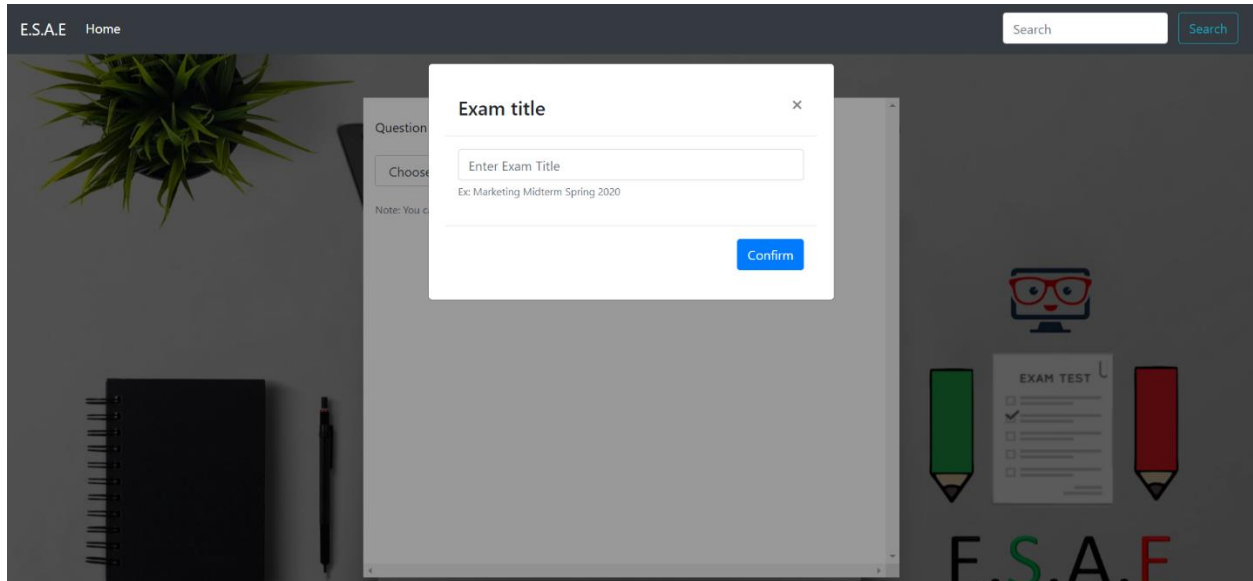 E.S.A.E Home Search Search
Exam title ×
Question
Enter Exam Title
Choose
Ex: Marketing Midterm Spring 2020
Note: You
Confirm
EXAM TEST
E.S.A.E